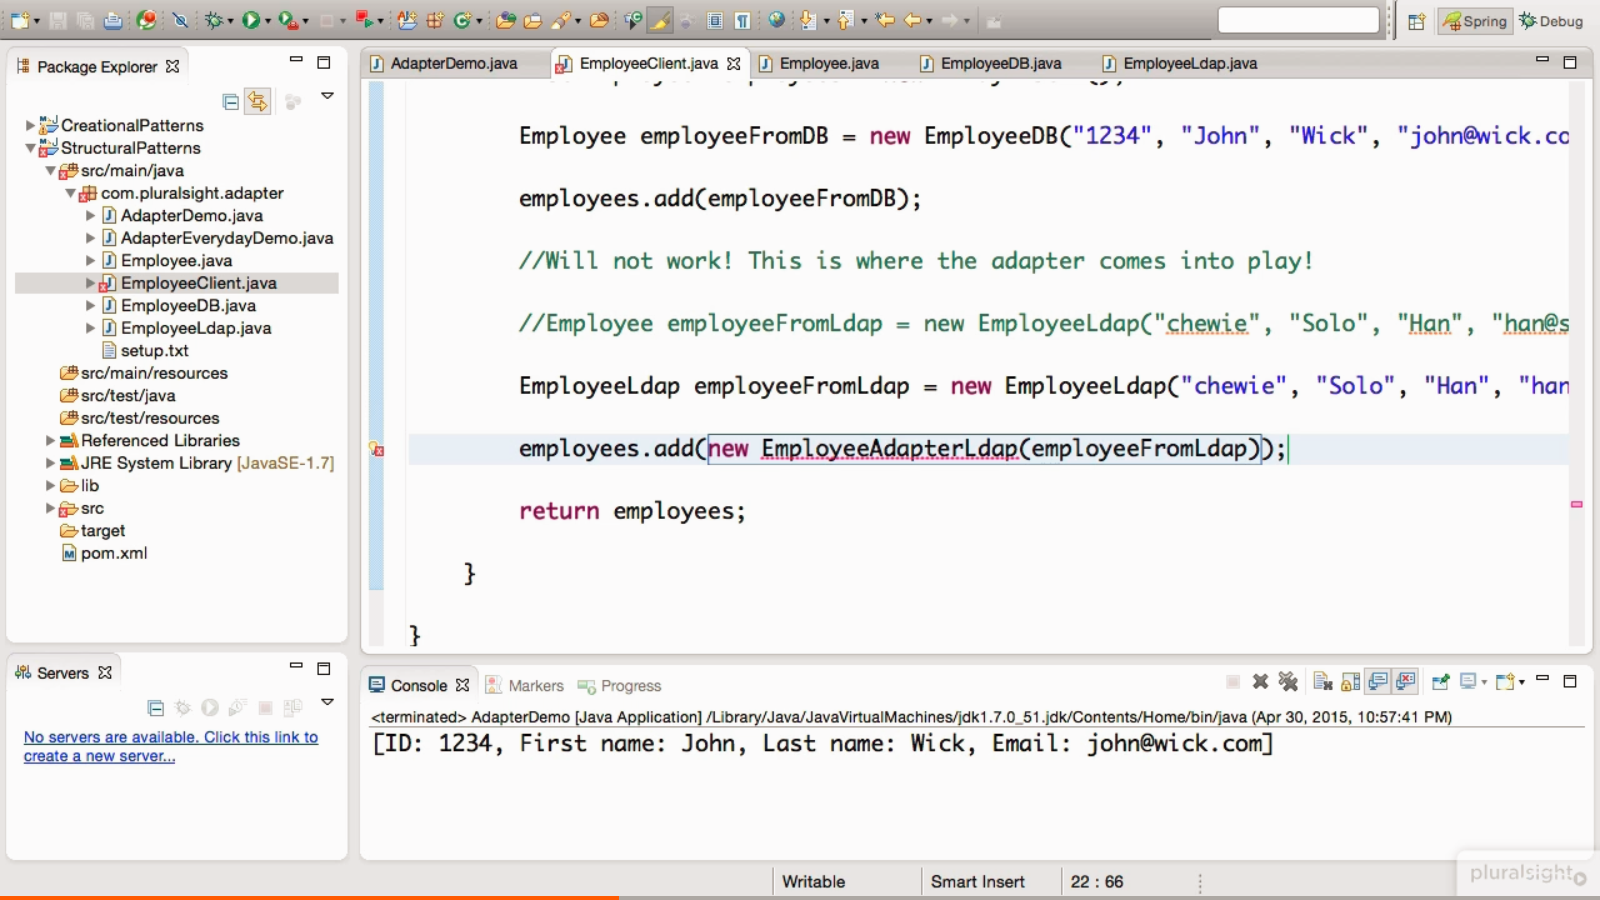 Spring
Debug
Package Explorer
CreationalPatterns
StructuralPatterns
src/main/java
com.pluralsight.adapter
AdapterDemo.java
AdapterEverydayDemo.java
Employee.java
EmployeeClient.java
EmployeeDB.java
EmployeeLdap.java
setup.txt
src/main/resources
src/test/java
src/test/resources
Referenced Libraries
JRE System Library [JavaSE-1.7]
lib
src
target
pom.xml
AdapterDemo.java EmployeeClient.java Employee.java EmployeeDB.java EmployeeLdap.java
Employee employeeFromDB = new EmployeeDB("1234", "John", "Wick", "john@wick.co
employees.add(employeeFromDB);
//Will not work! This is where the adapter comes into play!
//Employee employeeFromLdap = new EmployeeLdap("chewie", "Solo", "Han", "han@s
EmployeeLdap employeeFromLdap = new EmployeeLdap("chewie", "Solo", "Han", "han
employees.add(new EmployeeAdapterLdap(employeeFromLdap));
return employees;
}
}
Servers
No servers are available. Click this link to
create a new server...
Console Markers Progress
<terminated> AdapterDemo [Java Application] /Library/Java/JavaVirtualMachines/jdk1.7.0_51.jdk/Contents/Home/bin/java (Apr 30, 2015, 10:57:41 PM)
[ID: 1234, First name: John, Last name: Wick, Email: john@wick.com]
Writable Smart Insert 22 : 66
pluralsight